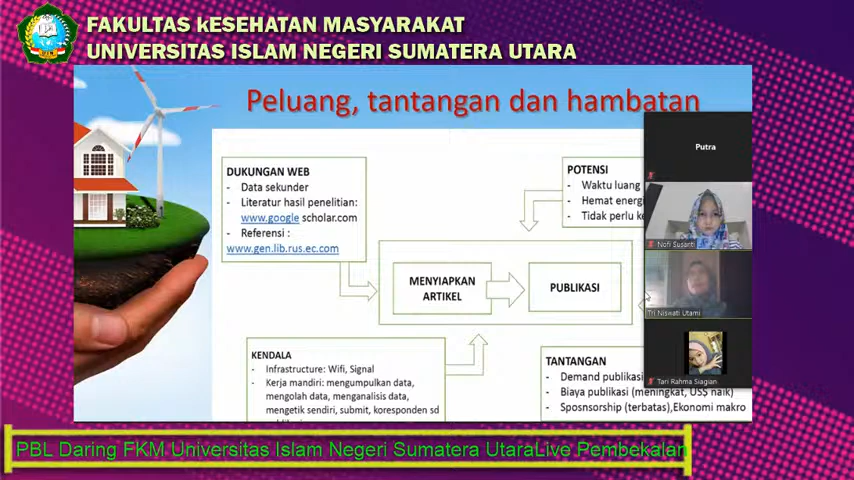 FAKULTAS kESEHATAN MASYARAKAT
UNIVERSITAS ISLAM NEGERI SUMATERA UTARA
Peluang, tantangan dan hambatan
DUKUNGAN WEB
- Data sekunder
- Literatur hasil penelitian:
www.google scholar.com
- Referensi :
www.gen.lib.rus.ec.com
POTENSI
- Waktu luang
- Hemat energi
- Tidak perlu
MENYIAPKAN
ARTIKEL
PUBLIKASI
KENDALA
- Infrastructure: Wifi, Signal
- Kerja mandiri: mengumpulkan data,
mengolah data, menganalisis data,
mengetik sendiri, submit, koresponden sd
TANTANGAN
- Demand publikasi
- Biaya publikasi (meningkat, US$ naik)
- Sposnsorship (terbatas),Ekonomi makro
Putra
Nofi Susanti
Tri Niswati Utami
Tari Rahma Siagian
PBL Daring FKM Universitas Islam Negeri Sumatera UtaraLive Pembekalan